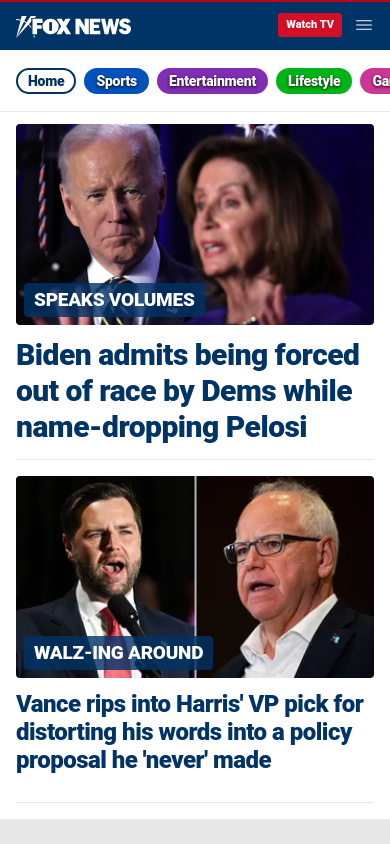 FOX NEWS
Watch TV
Home
Sports
Entertainment
Lifestyle
SPEAKS VOLUMES
Biden admits being forced
out of race by Dems while
name-dropping Pelosi
WALZ-ING AROUND
Vance rips into Harris' VP pick for
distorting his words into a policy
proposal he 'never' made